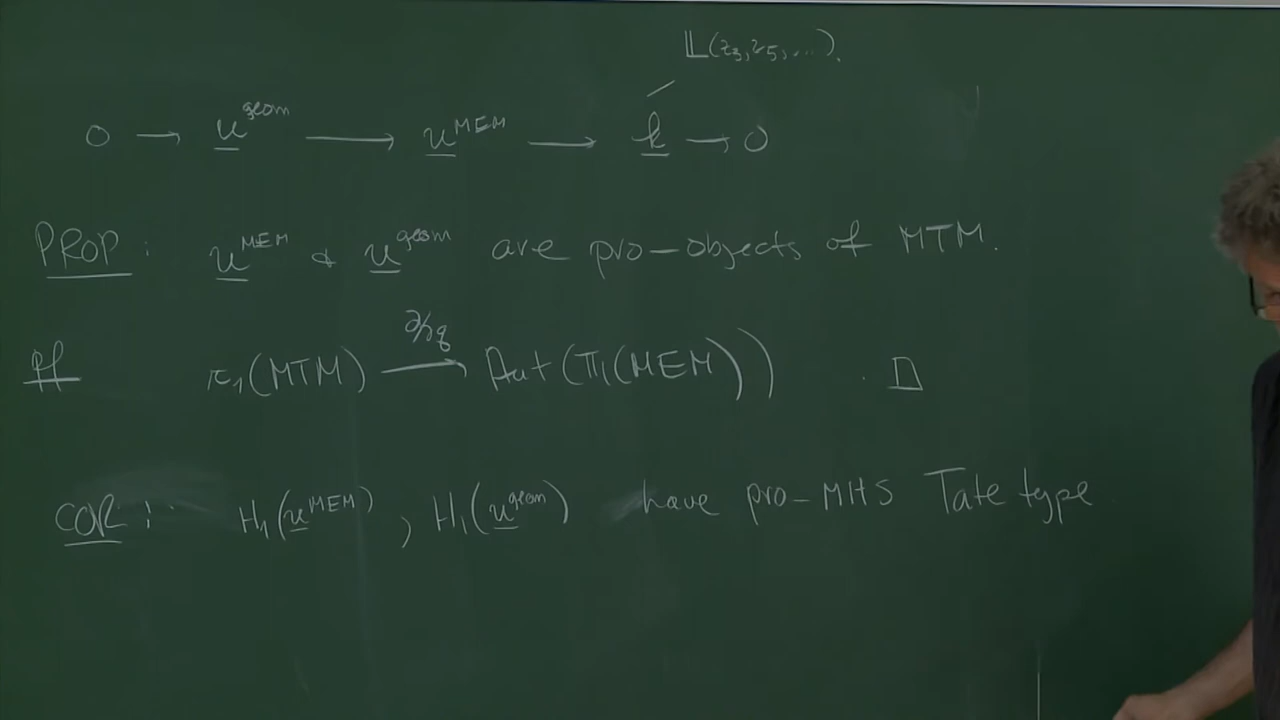 𝕃(z₃, z₅, ...).
0 → u^geom → u^MEM → k → 0
PROP: u^MEM & u^geom are pro-objects of MTM.
Pf π₁(MTM) →^{∂/∂q} Aut(π₁(MEM)) . □
COR: H₁(u^MEM), H₁(u^geom) have pro-MHS Tate type